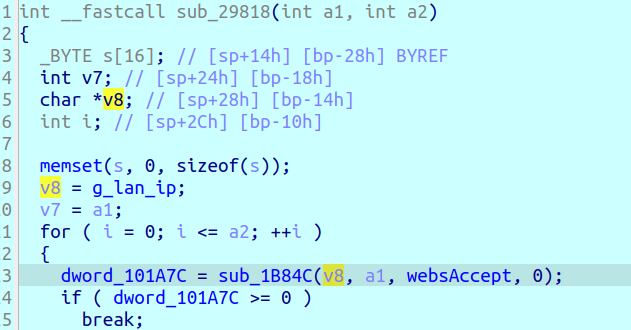 1 int __fastcall sub_29818(int a1, int a2)
2 {
3 _BYTE s[16]; // [sp+14h] [bp-28h] BYREF
4 int v7; // [sp+24h] [bp-18h]
5 char *v8; // [sp+28h] [bp-14h]
6 int i; // [sp+2Ch] [bp-10h]
7
8 memset(s, 0, sizeof(s));
9 v8 = g_lan_ip;
0 v7 = a1;
1 for ( i = 0; i <= a2; ++i )
2 {
3 dword_101A7C = sub_1B84C(v8, a1, websAccept, 0);
4 if ( dword_101A7C >= 0 )
5 break;